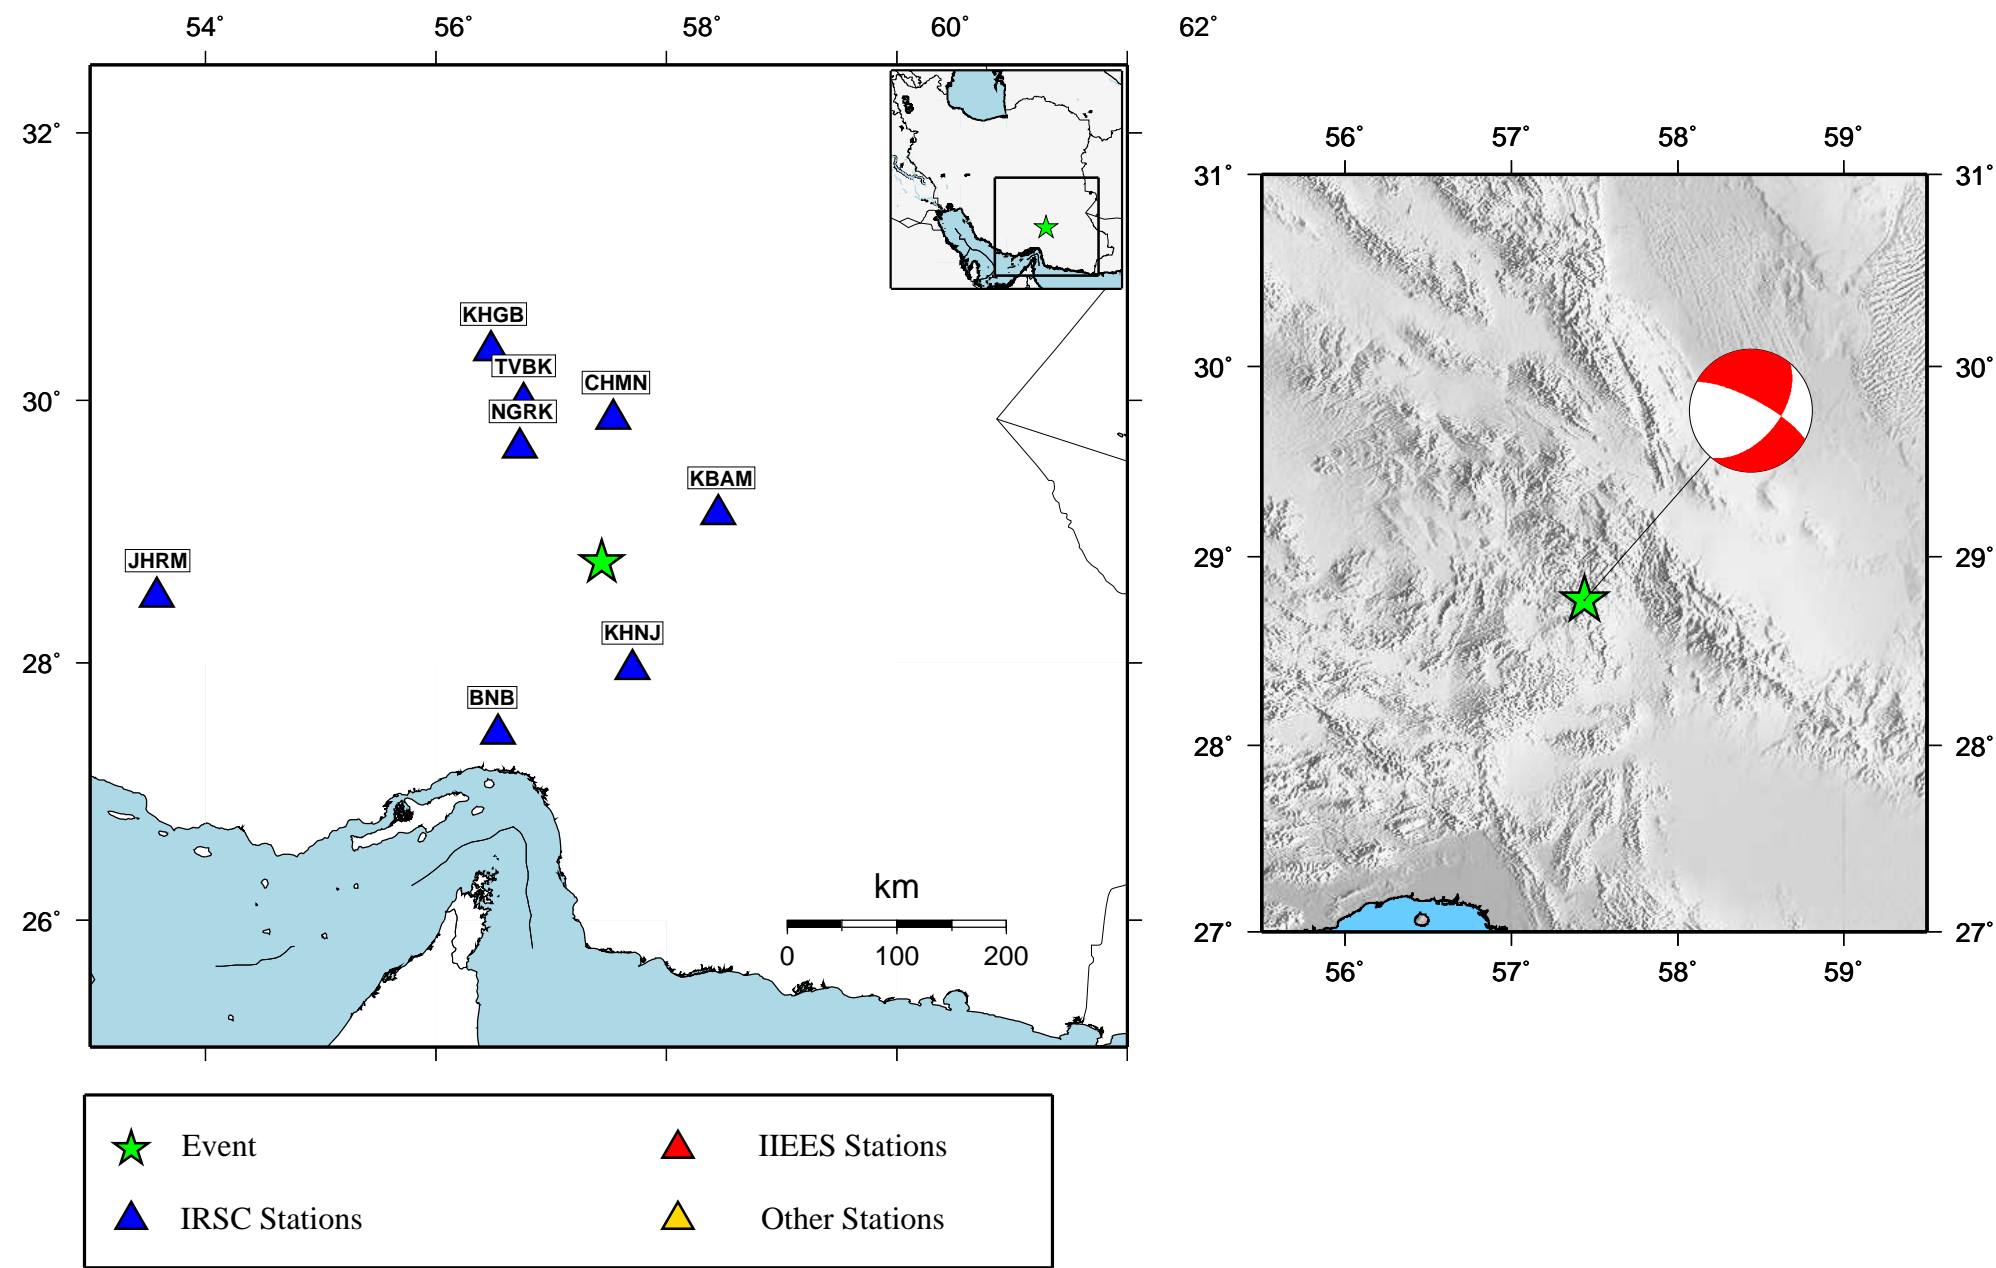 54˚ 56˚ 58˚ 60˚ 62˚
32˚
30˚
28˚
26˚
KHGB
TVBK
CHMN
NGRK
KBAM
JHRM
KHNJ
BNB
km
0 100 200
56˚ 57˚ 58˚ 59˚
31˚ 31˚
30˚ 30˚
29˚ 29˚
28˚ 28˚
27˚ 27˚
56˚ 57˚ 58˚ 59˚
Event
IIEES Stations
IRSC Stations
Other Stations